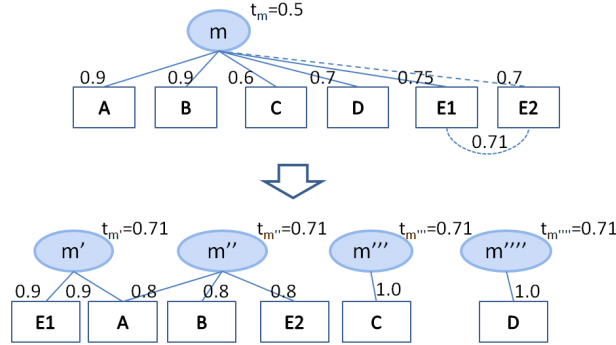 m t_m=0.5
0.9 0.9 0.6 0.7 0.75 0.7
A B C D E1 E2
0.71
m' t_m'=0.71 m'' t_m''=0.71 m''' t_m'''=0.71 m'''' t_m''''=0.71
0.9 0.9 0.8 0.8 0.8 1.0 1.0
E1 A B E2 C D